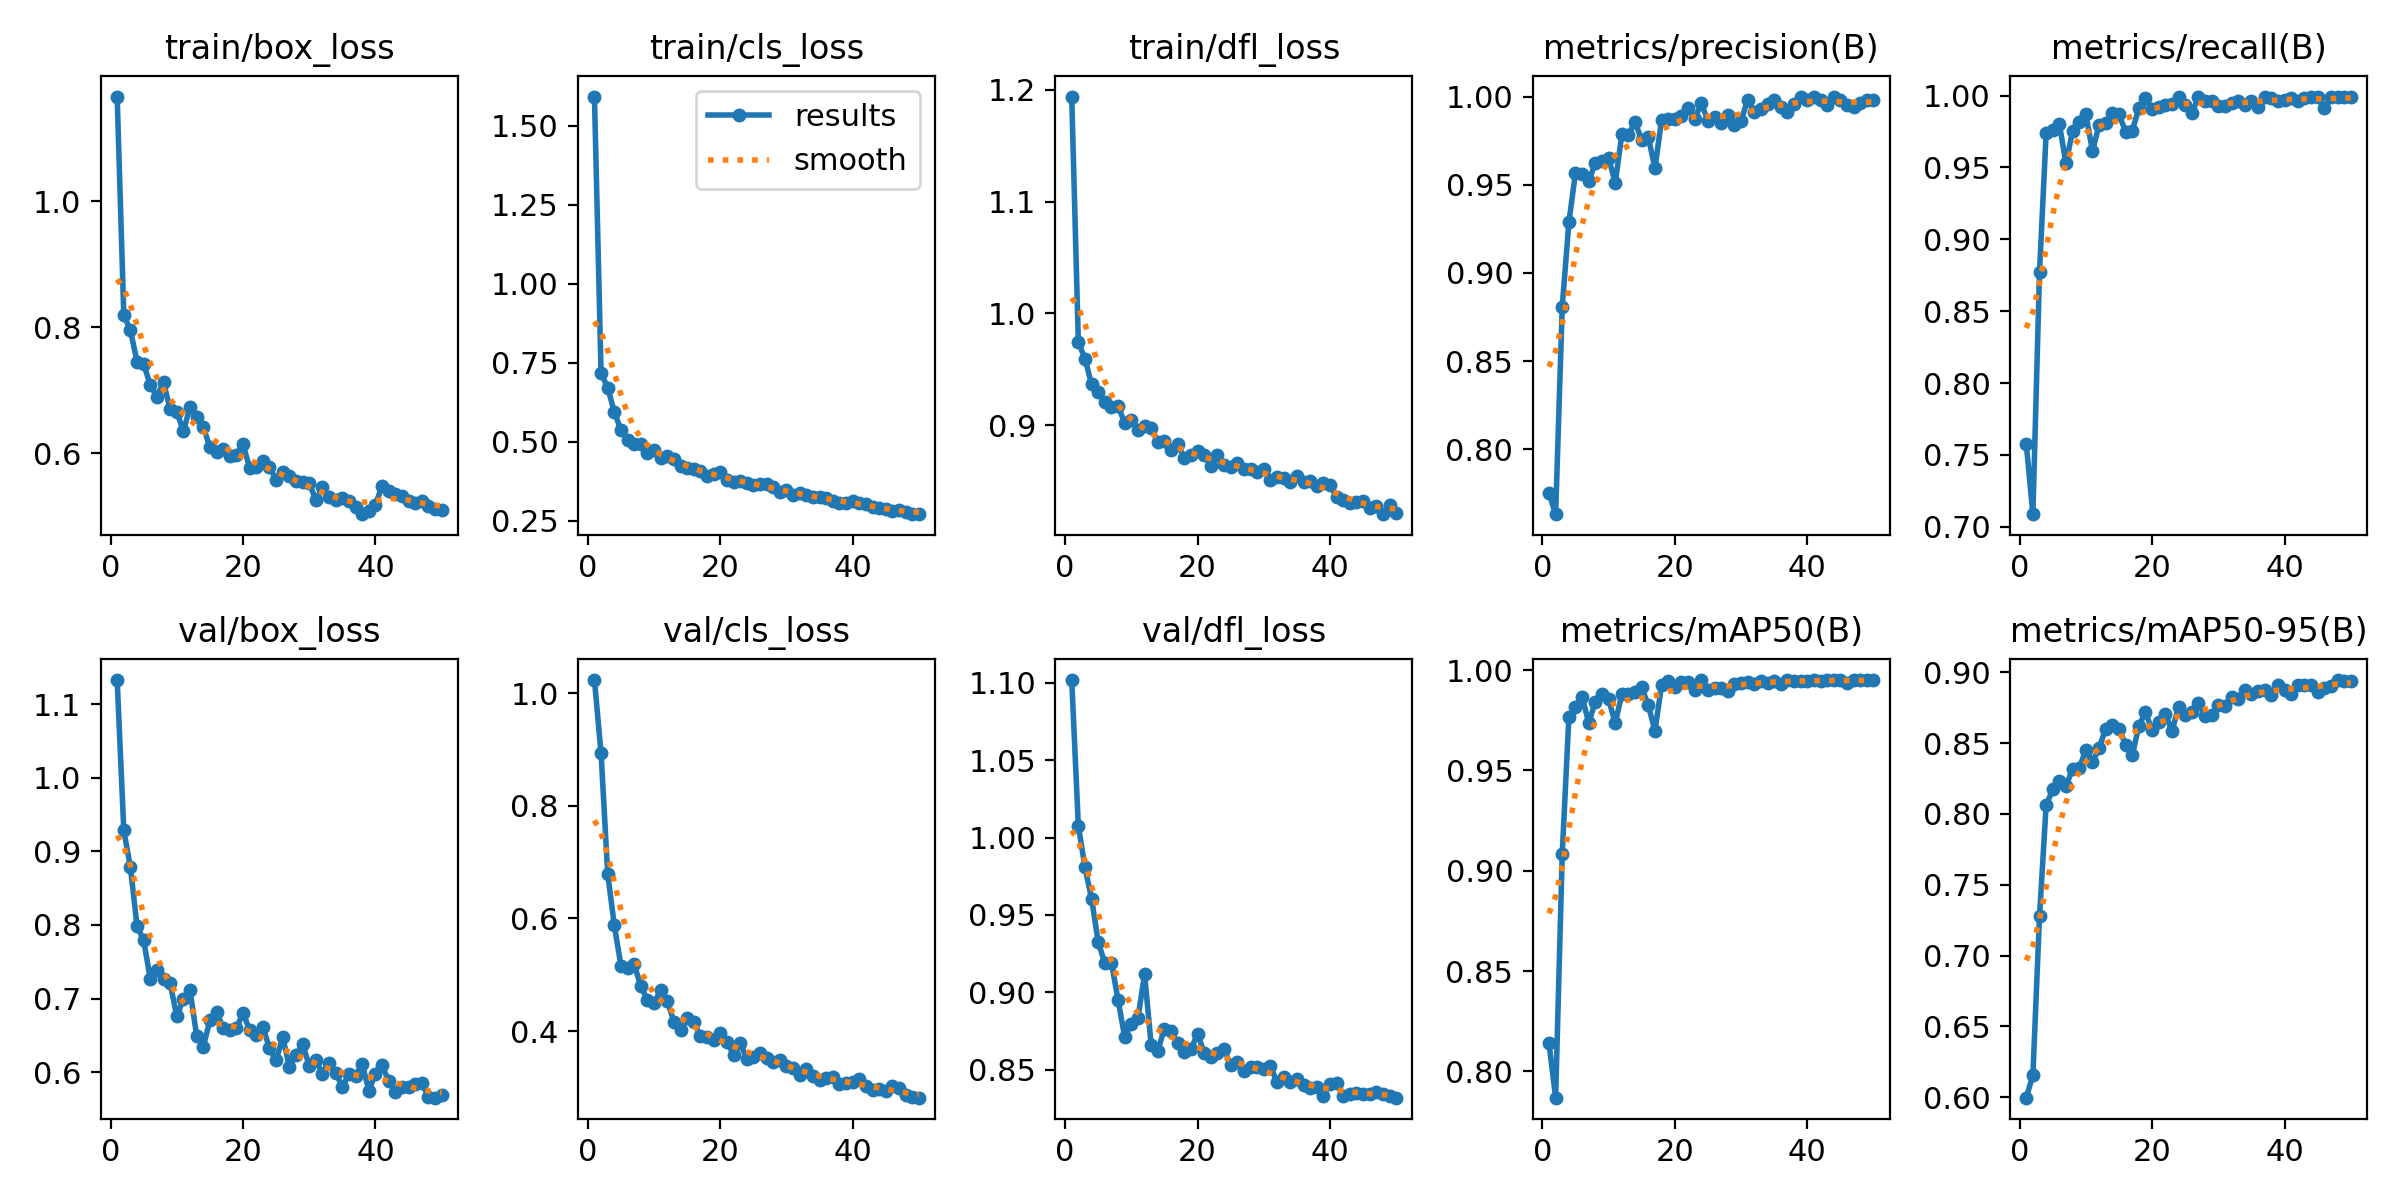 train/box_loss
1.0
0.8
0.6
0 20 40
train/cls_loss
results
smooth
1.50
1.25
1.00
0.75
0.50
0.25
0 20 40
train/dfl_loss
1.2
1.1
1.0
0.9
0 20 40
metrics/precision(B)
1.00
0.95
0.90
0.85
0.80
0 20 40
metrics/recall(B)
1.00
0.95
0.90
0.85
0.80
0.75
0.70
0 20 40
val/box_loss
1.1
1.0
0.9
0.8
0.7
0.6
0 20 40
val/cls_loss
1.0
0.8
0.6
0.4
0 20 40
val/dfl_loss
1.10
1.05
1.00
0.95
0.90
0.85
0 20 40
metrics/mAP50(B)
1.00
0.95
0.90
0.85
0.80
0 20 40
metrics/mAP50-95(B)
0.90
0.85
0.80
0.75
0.70
0.65
0.60
0 20 40